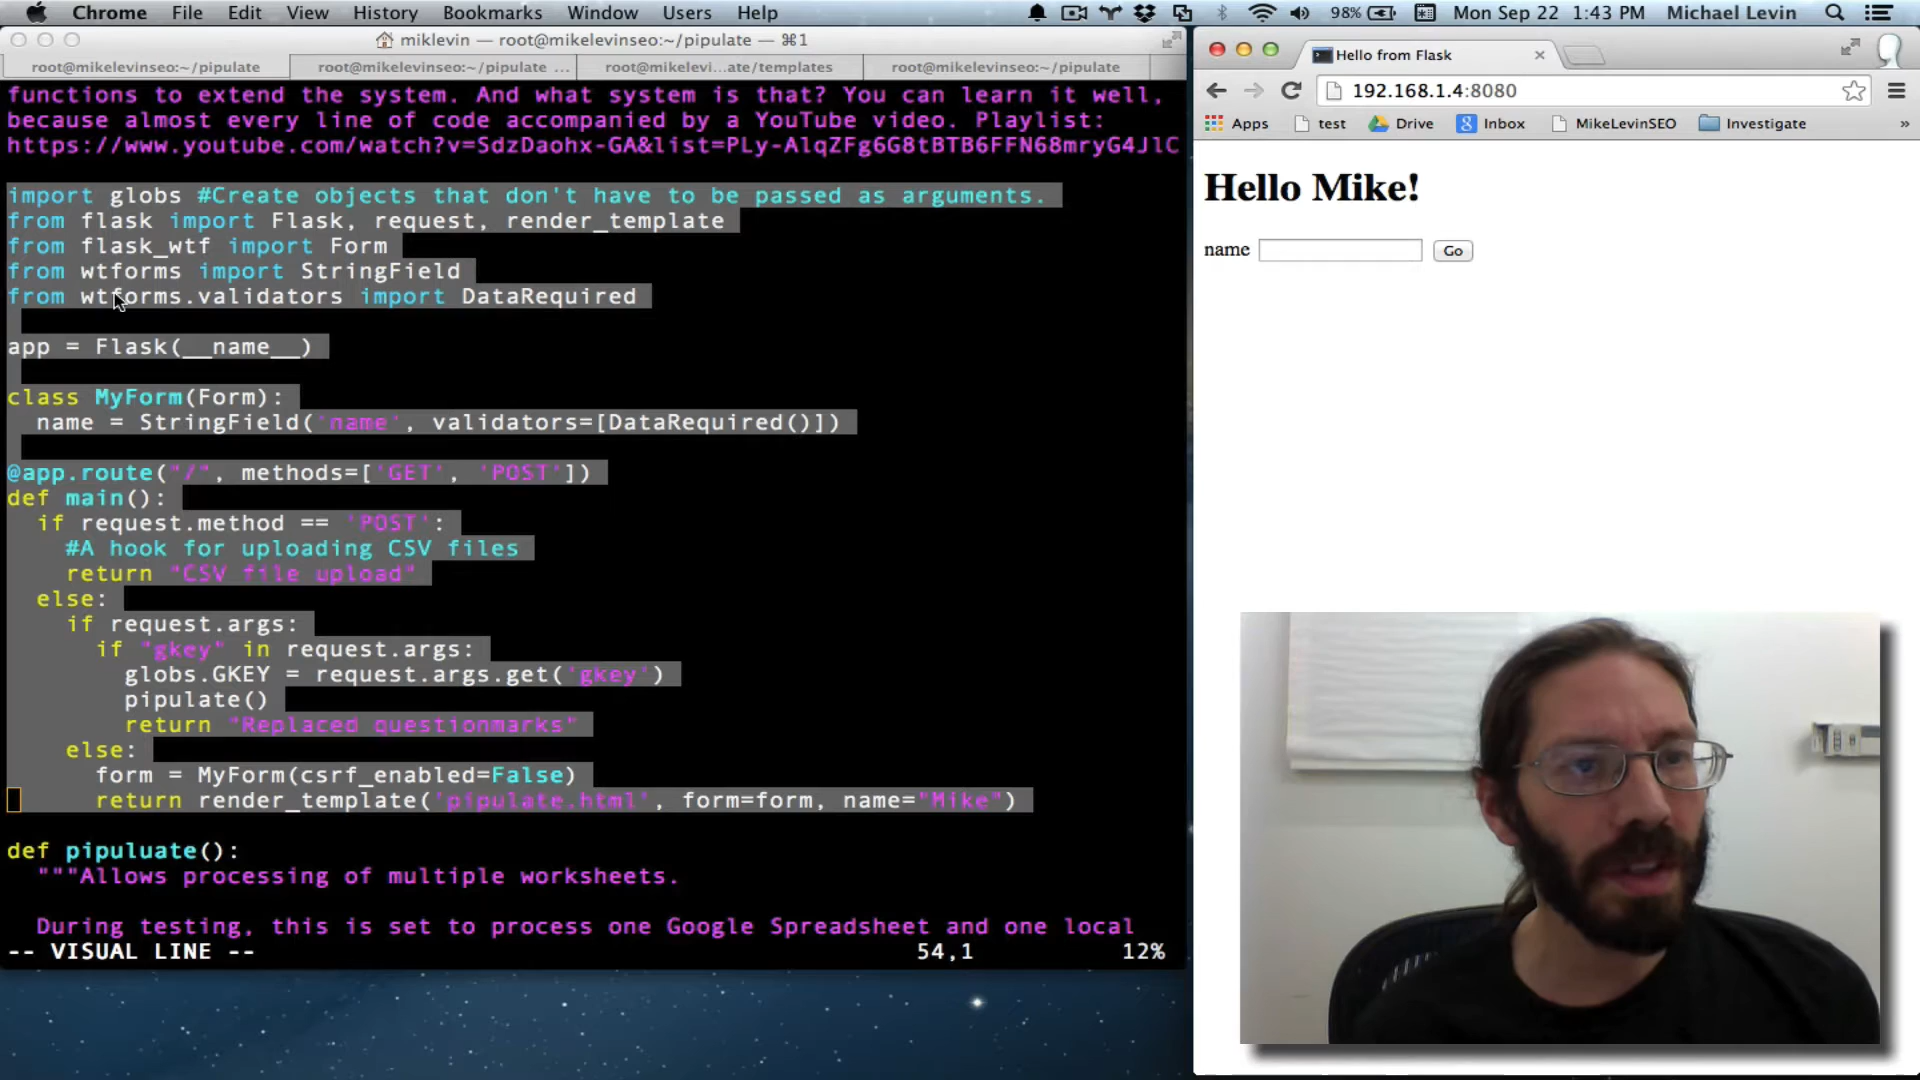 Chrome File Edit View History Bookmarks Window Users Help 98% Mon Sep 22 1:43 PM Michael Levin
miklevin — root@mikelevinseo:~/pipulate — ⌘1
root@mikelevinseo:~/pipulate root@mikelevinseo:~/pipulate ... root@mikelevi...ate/templates root@mikelevinseo:~/pipulate
functions to extend the system. And what system is that? You can learn it well,
because almost every line of code accompanied by a YouTube video. Playlist:
https://www.youtube.com/watch?v=SdzDaohx-GA&list=PLy-AlqZFg6G8tBTB6FFN68mryG4JlC
import globs #Create objects that don't have to be passed as arguments.
from flask import Flask, request, render_template
from flask_wtf import Form
from wtforms import StringField
from wtforms.validators import DataRequired
app = Flask(__name__)
class MyForm(Form):
  name = StringField('name', validators=[DataRequired()])
@app.route("/", methods=['GET', 'POST'])
def main():
  if request.method == 'POST':
    #A hook for uploading CSV files
    return "CSV file upload"
  else:
    if request.args:
      if "gkey" in request.args:
        globs.GKEY = request.args.get('gkey')
        pipulate()
        return "Replaced questionmarks"
    else:
      form = MyForm(csrf_enabled=False)
      return render_template('pipulate.html', form=form, name="Mike")
def pipuluate():
  """Allows processing of multiple worksheets.
  During testing, this is set to process one Google Spreadsheet and one local
-- VISUAL LINE -- 54,1 12%
Hello from Flask
192.168.1.4:8080
Apps test Drive Inbox MikeLevinSEO Investigate »
Hello Mike!
name Go